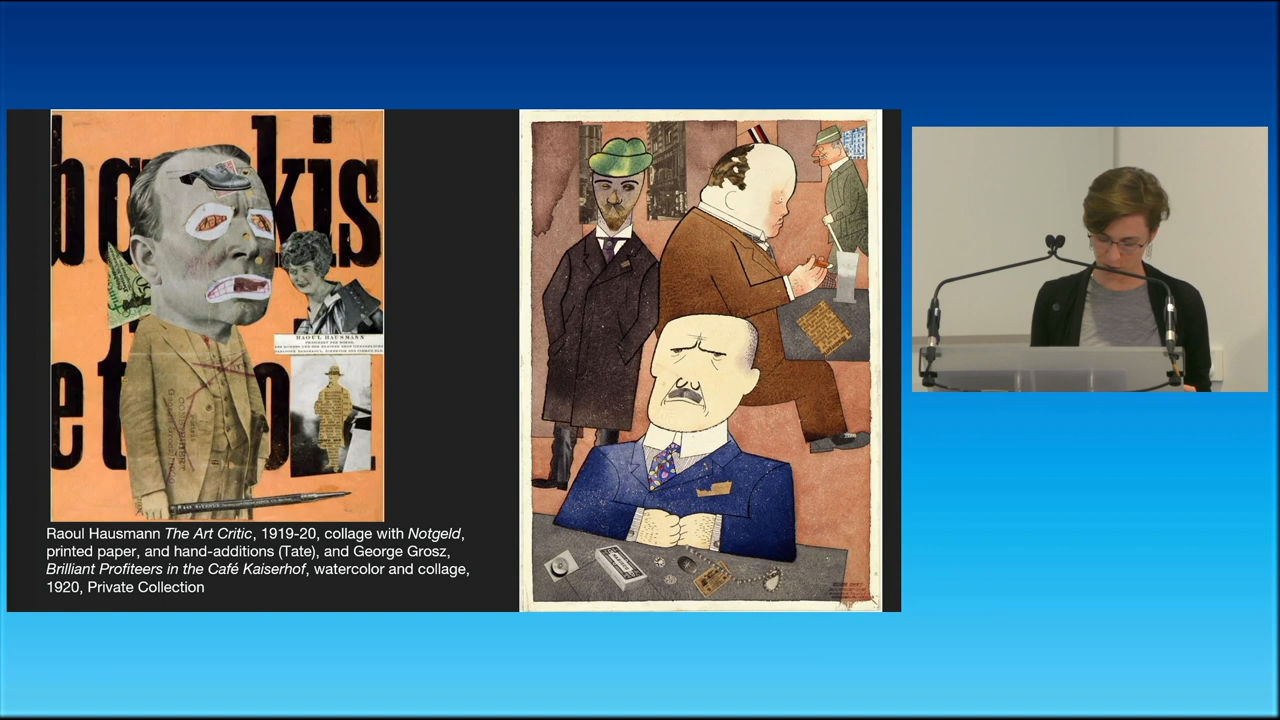 ba kis
et o
RAOUL HAUSMANN
Raoul Hausmann The Art Critic, 1919-20, collage with Notgeld,
printed paper, and hand-additions (Tate), and George Grosz,
Brilliant Profiteers in the Café Kaiserhof, watercolor and collage,
1920, Private Collection